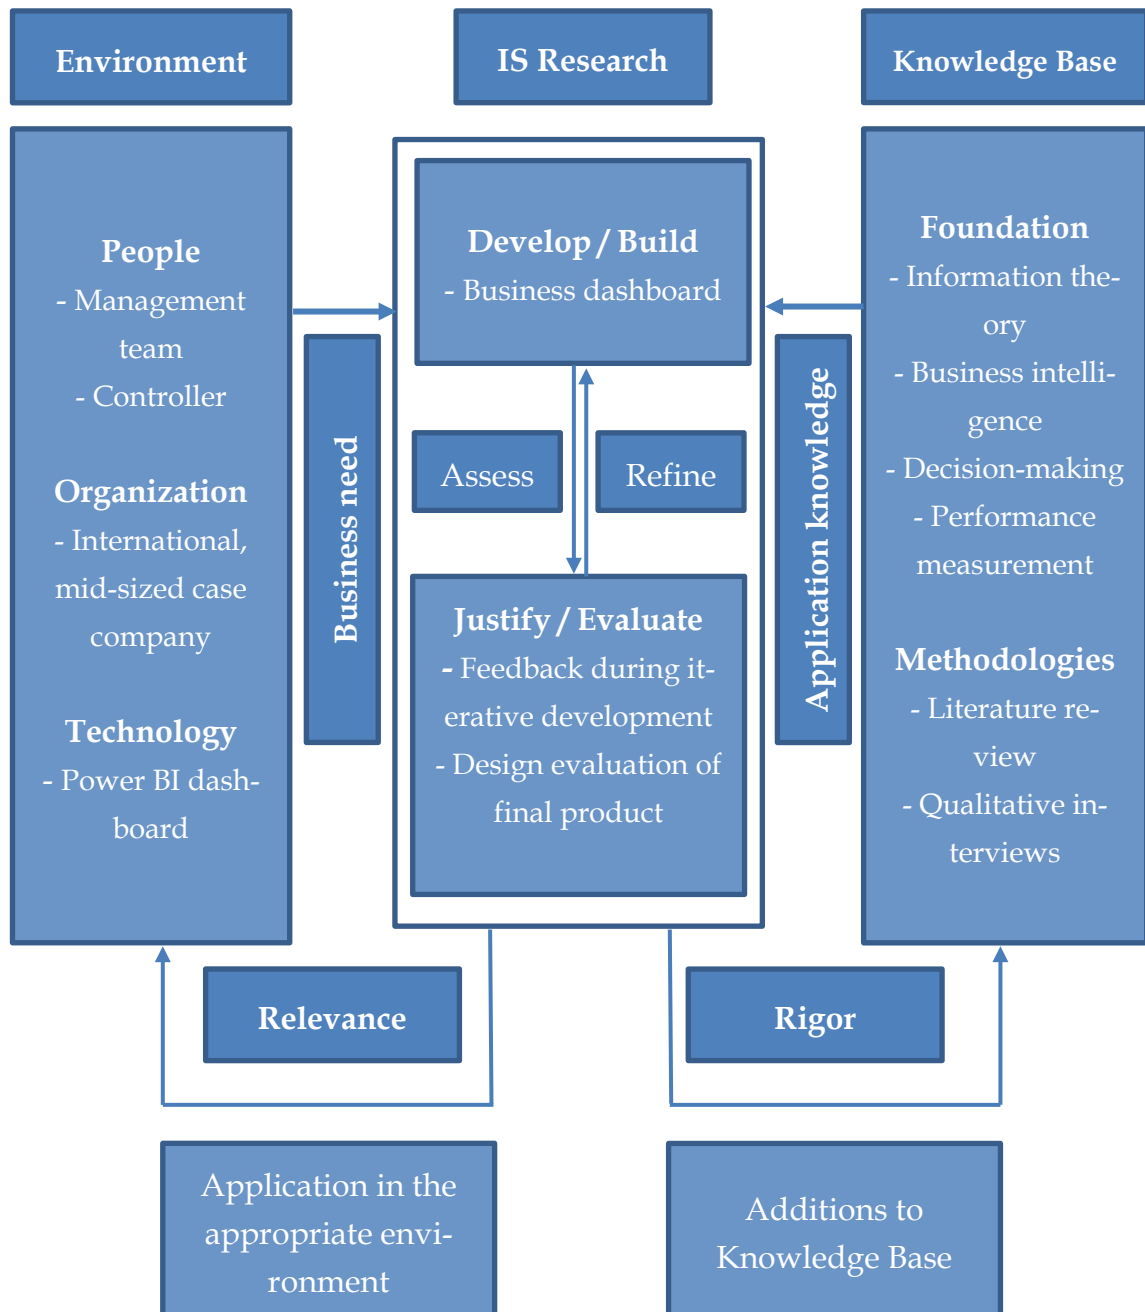 Environment
IS Research
Knowledge Base
People
- Management
team
- Controller
Organization
- International,
mid-sized case
company
Technology
- Power BI dash-
board
Business need
Develop / Build
- Business dashboard
Assess
Refine
Justify / Evaluate
- Feedback during it-
erative development
- Design evaluation of
final product
Application knowledge
Foundation
- Information the-
ory
- Business intelli-
gence
- Decision-making
- Performance
measurement
Methodologies
- Literature re-
view
- Qualitative in-
terviews
Relevance
Rigor
Application in the
appropriate envi-
ronment
Additions to
Knowledge Base